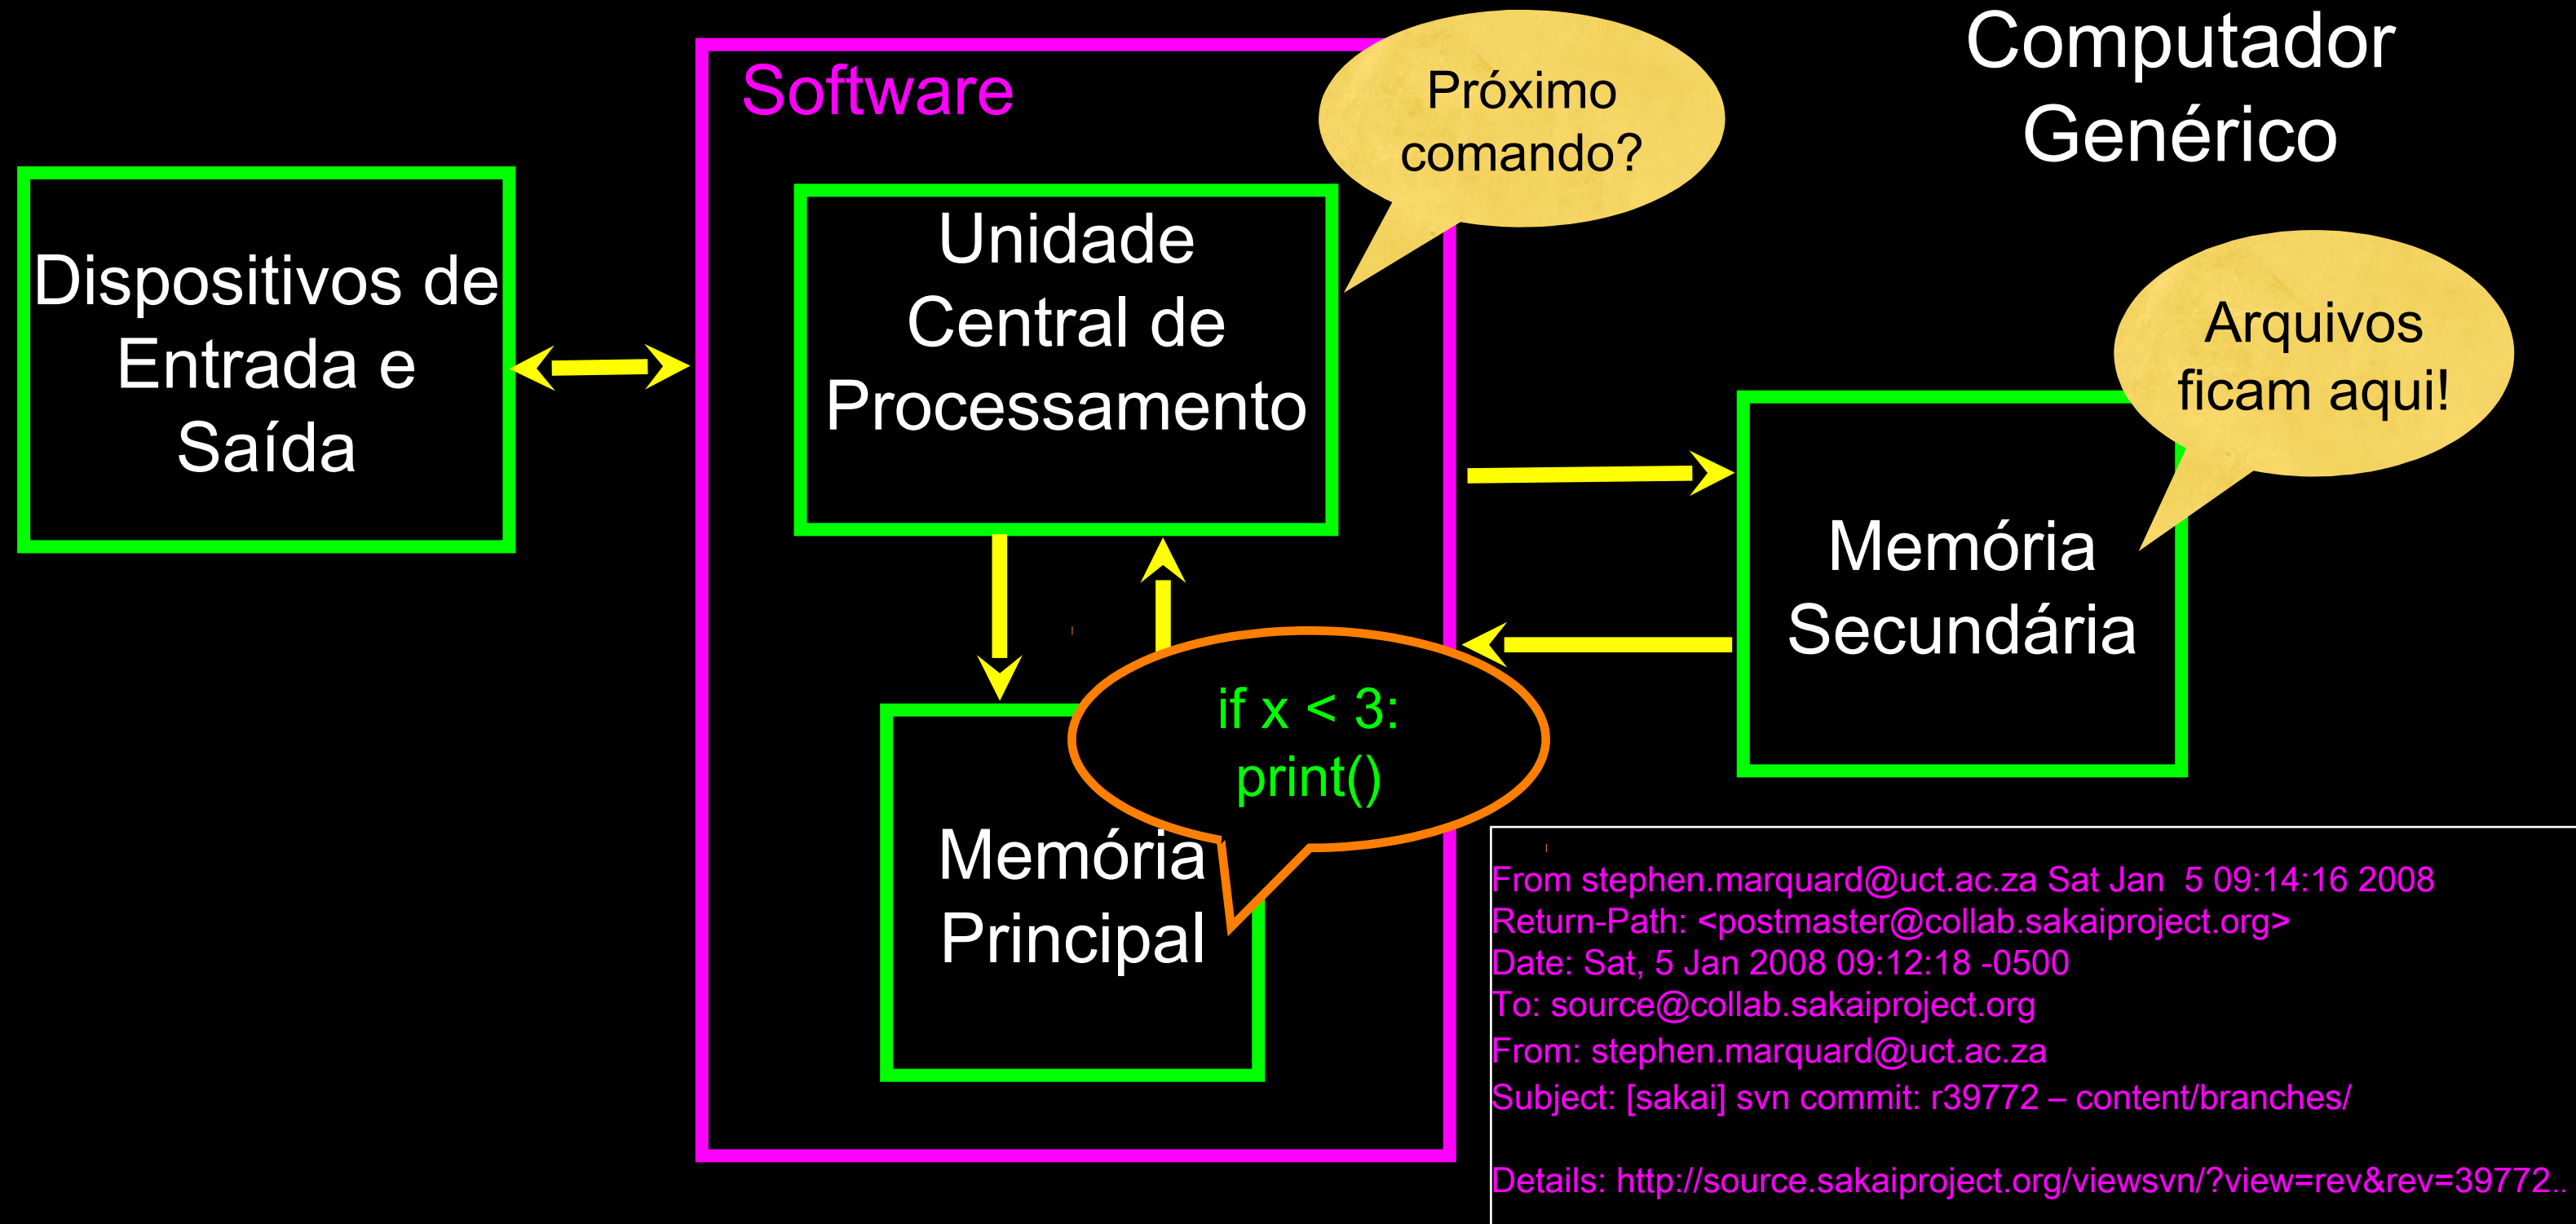 Computador
Genérico
Software
Próximo
comando?
Dispositivos de
Entrada e
Saída
Unidade
Central de
Processamento
Arquivos
ficam aqui!
Memória
Secundária
if x < 3:
print()
Memória
Principal
From stephen.marquard@uct.ac.za Sat Jan  5 09:14:16 2008
Return-Path: <postmaster@collab.sakaiproject.org>
Date: Sat, 5 Jan 2008 09:12:18 -0500
To: source@collab.sakaiproject.org
From: stephen.marquard@uct.ac.za
Subject: [sakai] svn commit: r39772 – content/branches/
Details: http://source.sakaiproject.org/viewsvn/?view=rev&rev=39772..